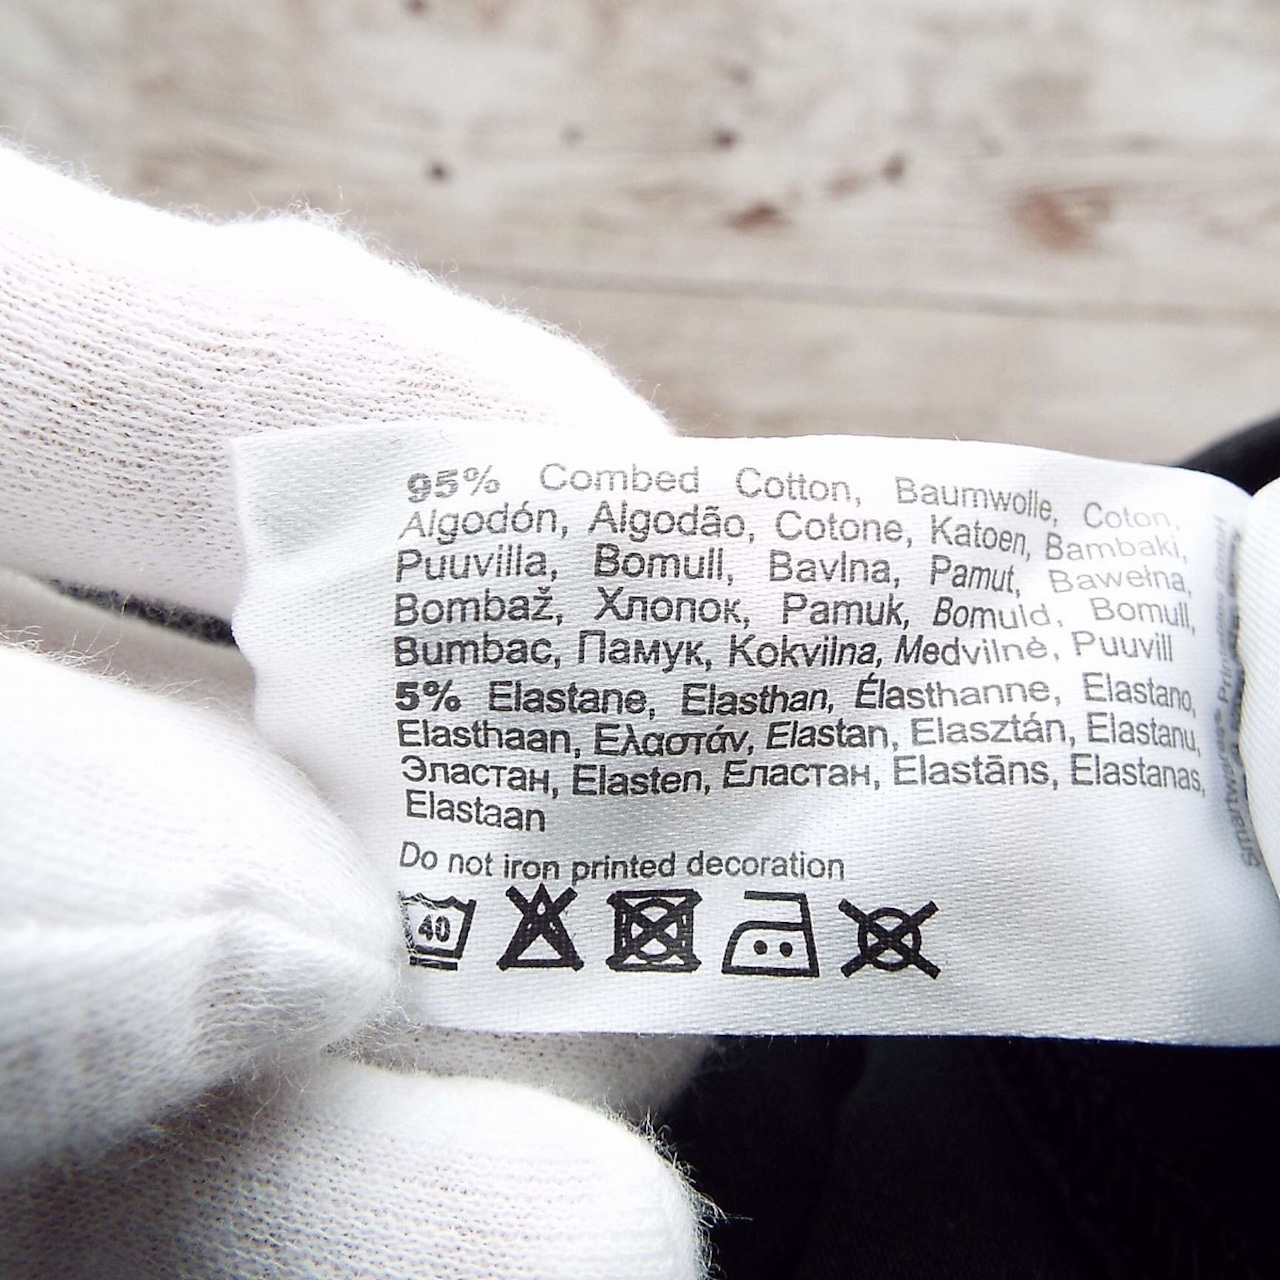 95% Combed Cotton, Baumwolle, Coton,
Algodón, Algodão, Cotone, Katoen, Bambaki,
Puuvilla, Bomull, Bavlna, Pamut, Bawełna,
Bombaž, Хлопок, Pamuk, Bomuld, Bomull,
Bumbac, Памук, Kokvilna, Medvilnė, Puuvill
5% Elastane, Elasthan, Élasthanne, Elastano,
Elasthaan, Ελαστάν, Elastan, Elasztán, Elastanu,
Эластан, Elasten, Еластан, Elastāns, Elastanas,
Elastaan
Do not iron printed decoration
40